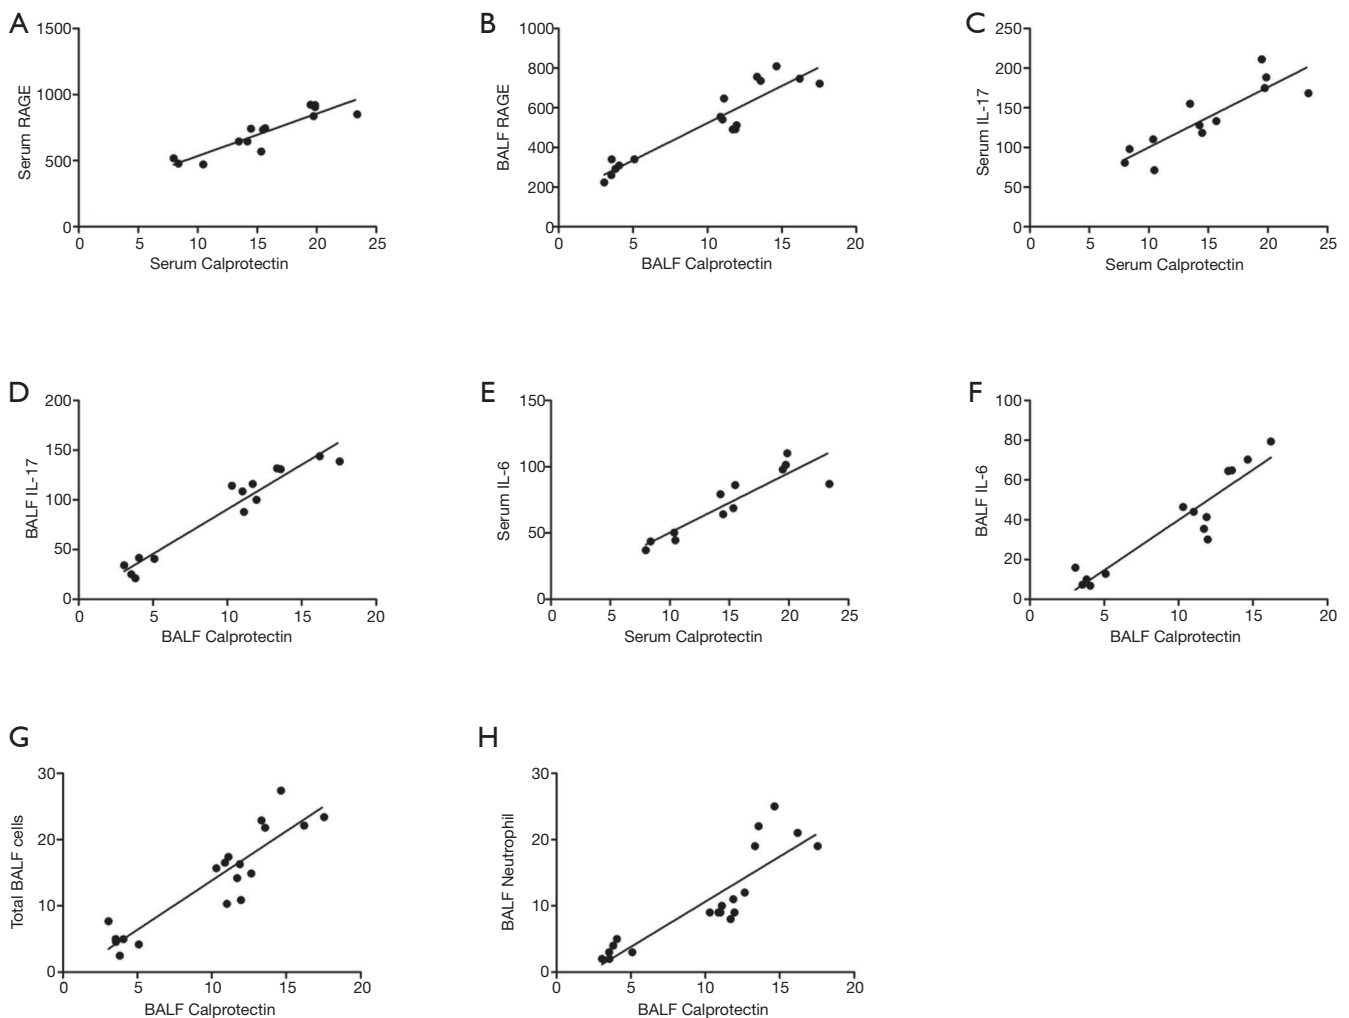 A
Serum RAGE
1500
1000
500
0
0 5 10 15 20 25
Serum Calprotectin
B
BALF RAGE
1000
800
600
400
200
0
0 5 10 15 20
BALF Calprotectin
C
Serum IL-17
250
200
150
100
50
0
0 5 10 15 20 25
Serum Calprotectin
D
BALF IL-17
200
150
100
50
0
0 5 10 15 20
BALF Calprotectin
E
Serum IL-6
150
100
50
0
0 5 10 15 20 25
Serum Calprotectin
F
BALF IL-6
100
80
60
40
20
0
0 5 10 15 20
BALF Calprotectin
G
Total BALF cells
30
20
10
0
0 5 10 15 20
BALF Calprotectin
H
BALF Neutrophil
30
20
10
0
0 5 10 15 20
BALF Calprotectin